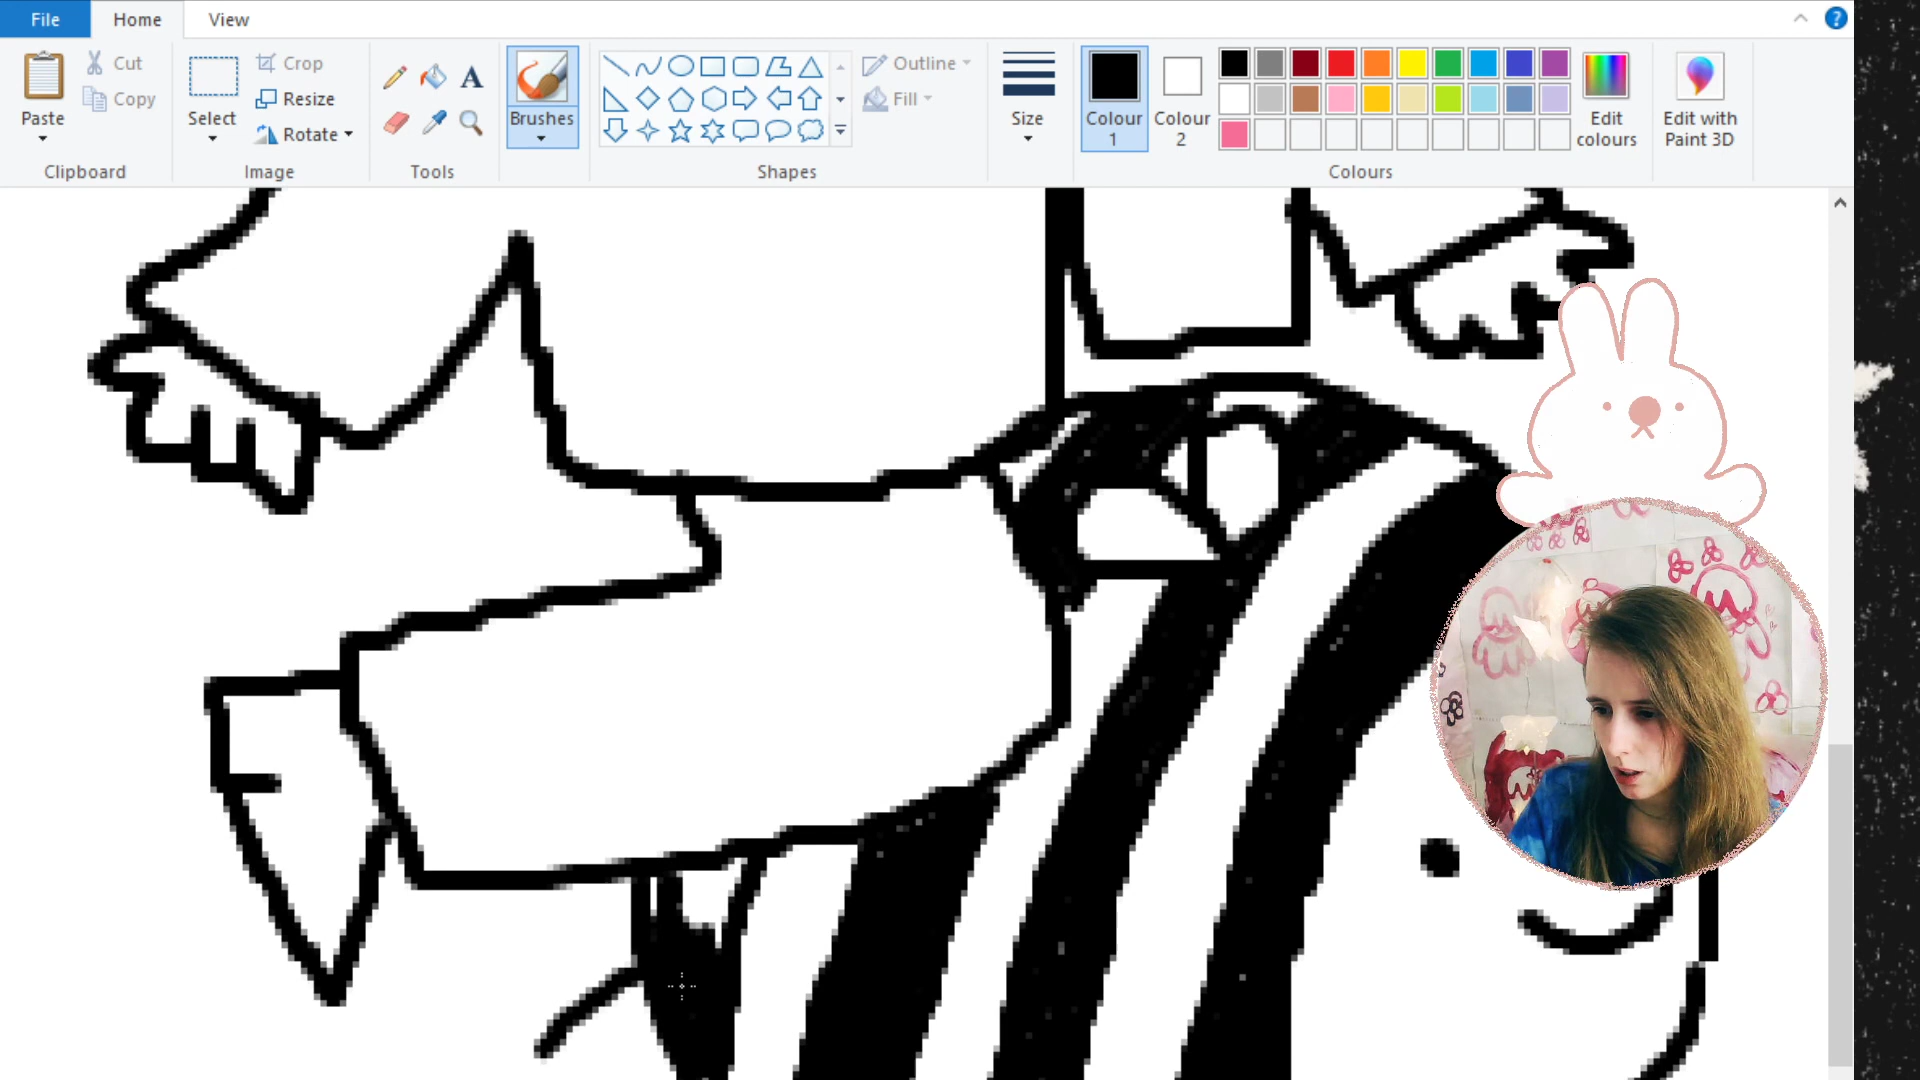 File Home View
Paste
Cut
Copy
Clipboard
Select
Crop
Resize
Rotate
Image
Tools
Brushes
Shapes
Outline
Fill
Size
Colour 1
Colour 2
Edit colours
Colours
Edit with Paint 3D